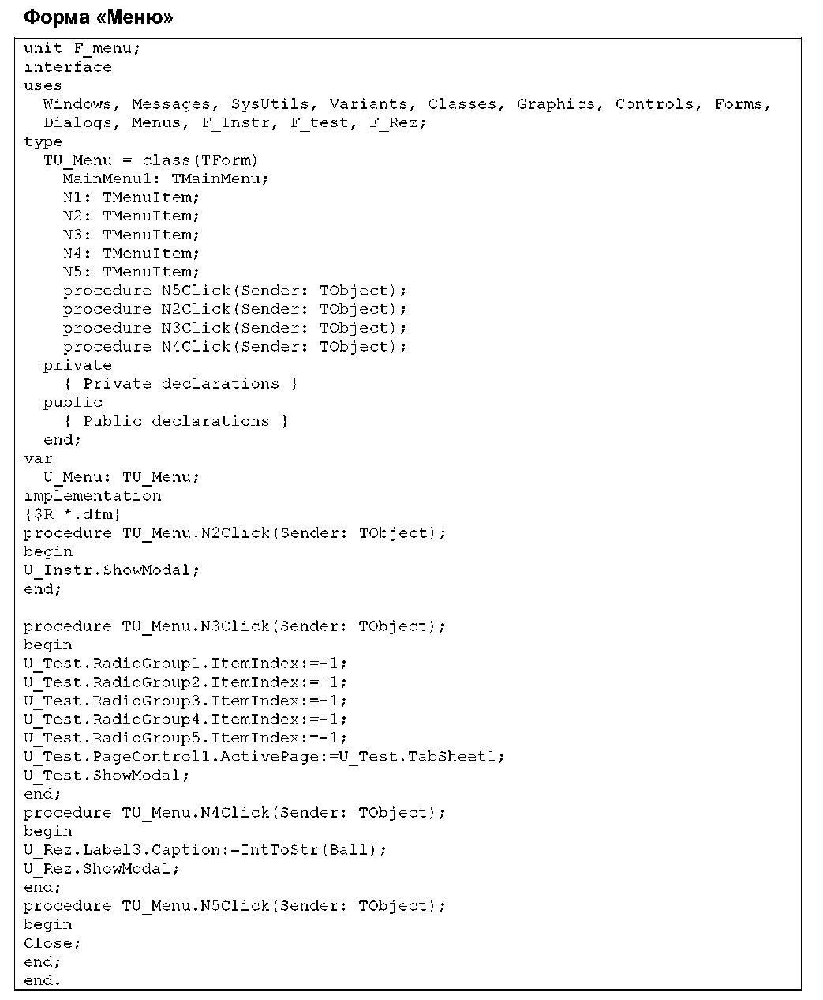 Форма «Меню»
unit F_menu;
interface
uses
  Windows, Messages, SysUtils, Variants, Classes, Graphics, Controls, Forms,
  Dialogs, Menus, F_Instr, F_test, F_Rez;
type
  TU_Menu = class(TForm)
    MainMenu1: TMainMenu;
    N1: TMenuItem;
    N2: TMenuItem;
    N3: TMenuItem;
    N4: TMenuItem;
    N5: TMenuItem;
    procedure N5Click(Sender: TObject);
    procedure N2Click(Sender: TObject);
    procedure N3Click(Sender: TObject);
    procedure N4Click(Sender: TObject);
  private
    { Private declarations }
  public
    { Public declarations }
  end;
var
  U_Menu: TU_Menu;
implementation
{$R *.dfm}
procedure TU_Menu.N2Click(Sender: TObject);
begin
U_Instr.ShowModal;
end;

procedure TU_Menu.N3Click(Sender: TObject);
begin
U_Test.RadioGroup1.ItemIndex:=-1;
U_Test.RadioGroup2.ItemIndex:=-1;
U_Test.RadioGroup3.ItemIndex:=-1;
U_Test.RadioGroup4.ItemIndex:=-1;
U_Test.RadioGroup5.ItemIndex:=-1;
U_Test.PageControl1.ActivePage:=U_Test.TabSheet1;
U_Test.ShowModal;
end;
procedure TU_Menu.N4Click(Sender: TObject);
begin
U_Rez.Label3.Caption:=IntToStr(Ball);
U_Rez.ShowModal;
end;
procedure TU_Menu.N5Click(Sender: TObject);
begin
Close;
end;
end.